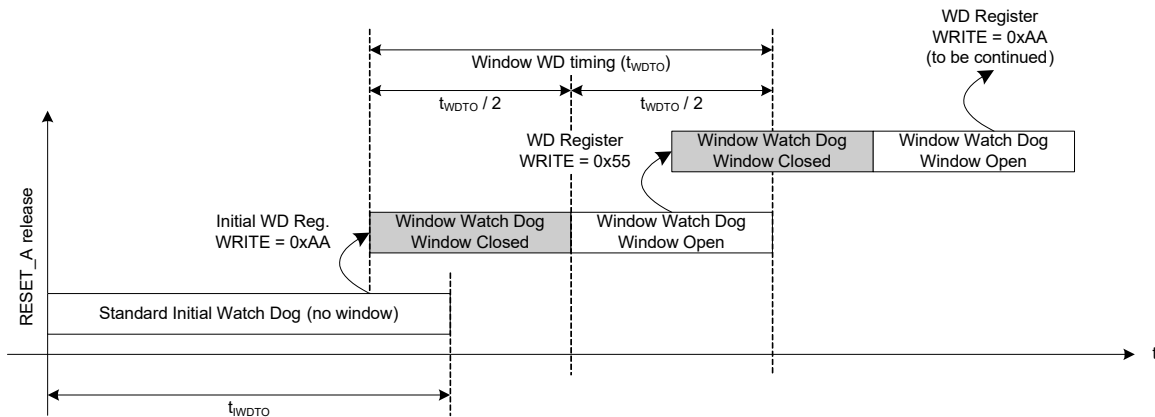 WD Register
WRITE = 0xAA
(to be continued)
Window WD timing (tWDTO)
tWDTO / 2
tWDTO / 2
WD Register
WRITE = 0x55
Window Watch Dog
Window Closed
Window Watch Dog
Window Open
Initial WD Reg.
WRITE = 0xAA
Window Watch Dog
Window Closed
Window Watch Dog
Window Open
RESET_A release
Standard Initial Watch Dog (no window)
t
tIWDTO